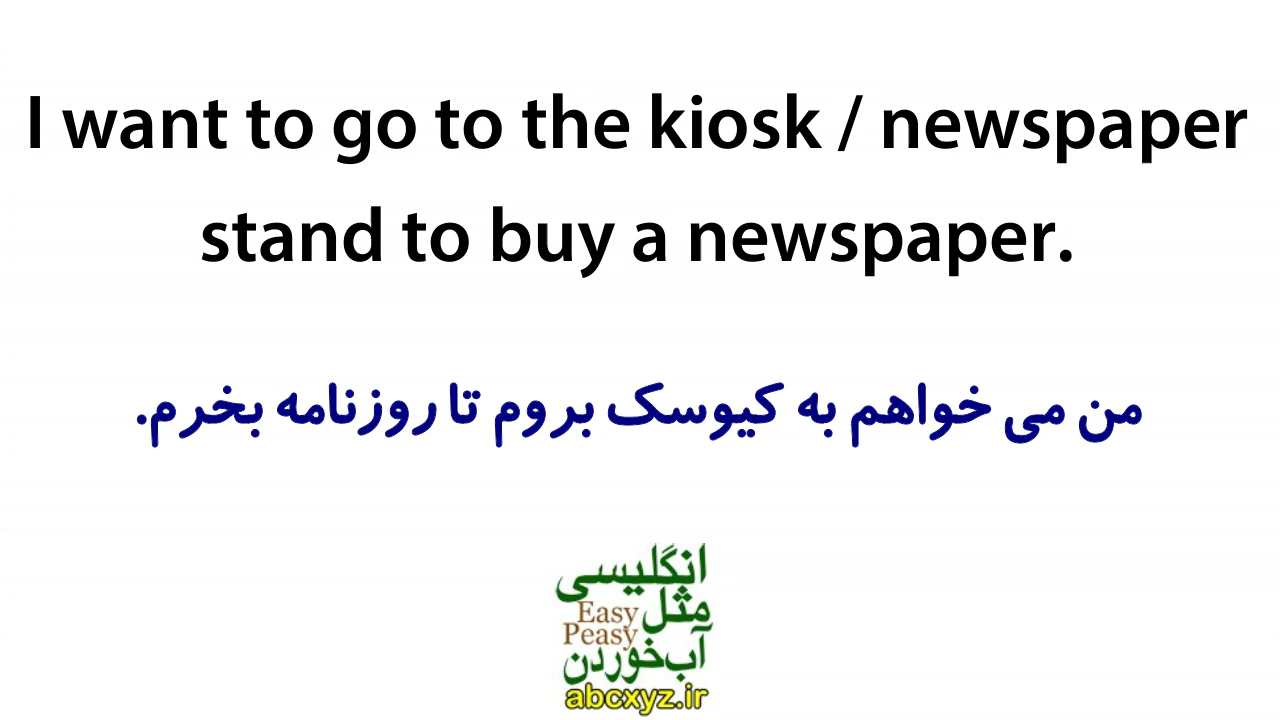 I want to go to the kiosk / newspaper
stand to buy a newspaper.
من می خواهم به کیوسک بروم تا روزنامه بخرم.
انگلیسی
مثل
Easy
Peasy
آب‌خوردن
abcxyz.ir